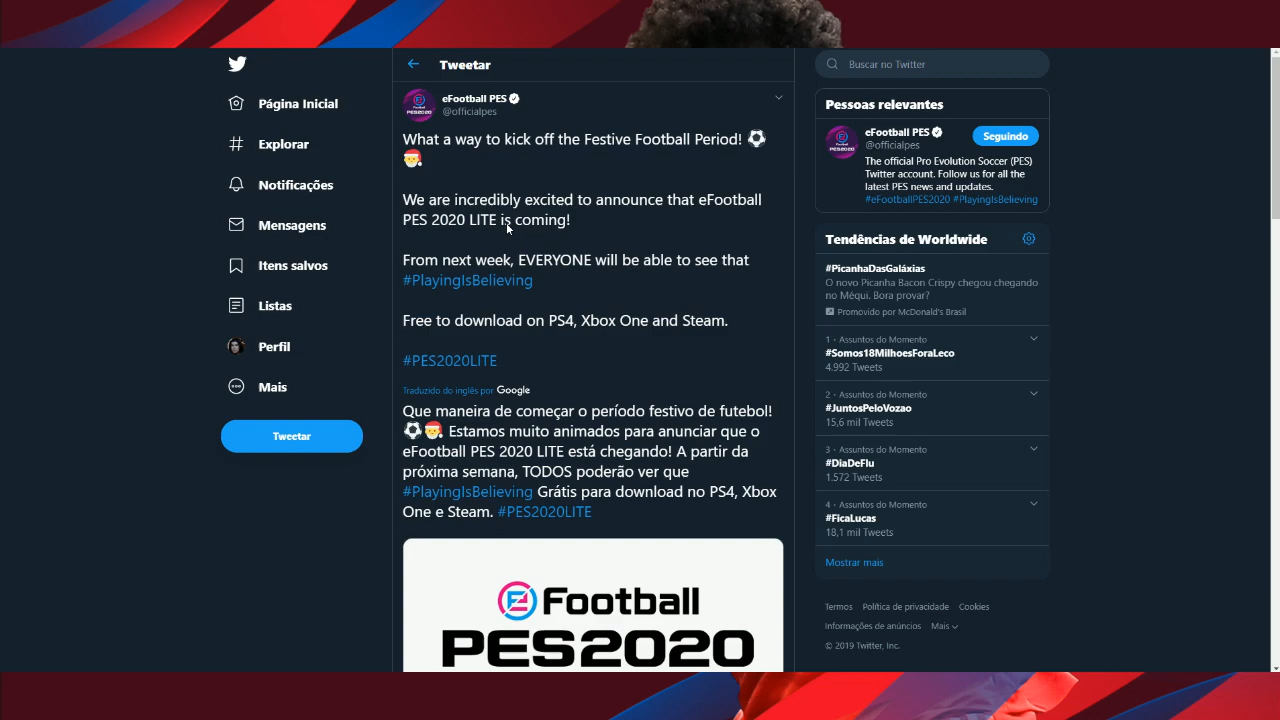 Página Inicial
Explorar
Notificações
Mensagens
Itens salvos
Listas
Perfil
Mais
Tweetar
Tweetar
eFootball PES
@officialpes
What a way to kick off the Festive Football Period! ⚽
🎅
We are incredibly excited to announce that eFootball
PES 2020 LITE is coming!
From next week, EVERYONE will be able to see that
#PlayingIsBelieving
Free to download on PS4, Xbox One and Steam.
#PES2020LITE
Traduzido do inglês por Google
Que maneira de começar o período festivo de futebol!
⚽🎅 Estamos muito animados para anunciar que o
eFootball PES 2020 LITE está chegando! A partir da
próxima semana, TODOS poderão ver que
#PlayingIsBelieving Grátis para download no PS4, Xbox
One e Steam. #PES2020LITE
eFootball
PES2020
Buscar no Twitter
Pessoas relevantes
eFootball PES
@officialpes
Seguindo
The official Pro Evolution Soccer (PES)
Twitter account. Follow us for all the
latest PES news and updates.
#eFootballPES2020 #PlayingIsBelieving
Tendências de Worldwide
#PicanhaDasGaláxias
O novo Picanha Bacon Crispy chegou chegando
no Méqui. Bora provar?
Promovido por McDonald's Brasil
1 · Assuntos do Momento
#Somos18MilhoesForaLeco
4.992 Tweets
2 · Assuntos do Momento
#JuntosPeloVozao
15,6 mil Tweets
3 · Assuntos do Momento
#DiaDeFlu
1.572 Tweets
4 · Assuntos do Momento
#FicaLucas
18,1 mil Tweets
Mostrar mais
Termos Política de privacidade Cookies
Informações de anúncios Mais
© 2019 Twitter, Inc.